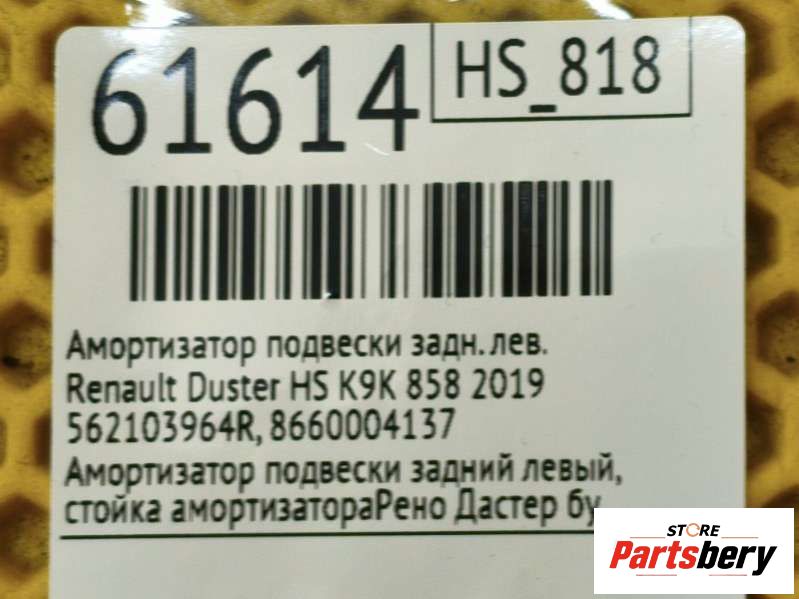 61614
HS_818
Амортизатор подвески задн. лев.
Renault Duster HS K9K 858 2019
562103964R, 8660004137
Амортизатор подвески задний левый,
стойка амортизатораРено Дастер бу
STORE
Partsbery